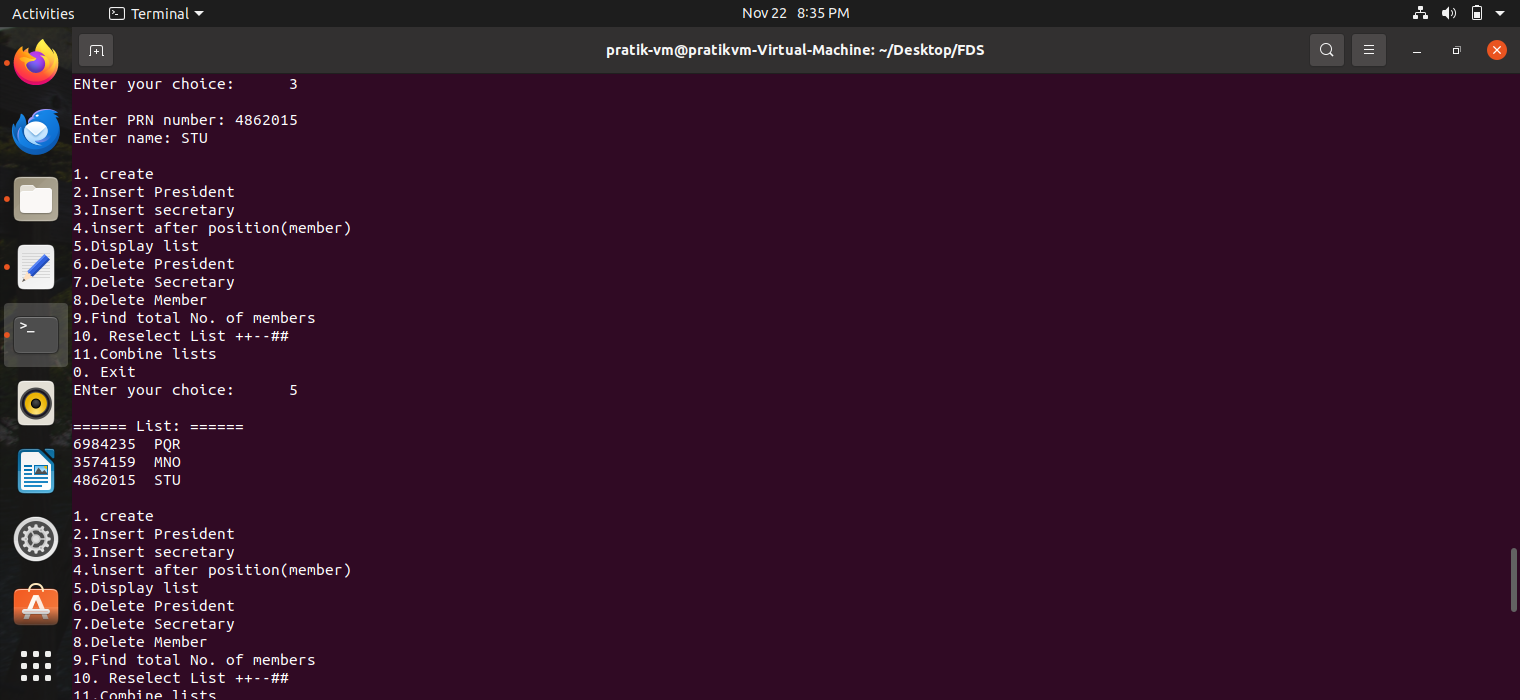 Activities Terminal Nov 22 8:35 PM
pratik-vm@pratikvm-Virtual-Machine: ~/Desktop/FDS
ENter your choice: 3
Enter PRN number: 4862015
Enter name: STU
1. create
2.Insert President
3.Insert secretary
4.insert after position(member)
5.Display list
6.Delete President
7.Delete Secretary
8.Delete Member
9.Find total No. of members
10. Reselect List ++--##
11.Combine lists
0. Exit
ENter your choice: 5
====== List: ======
6984235 PQR
3574159 MNO
4862015 STU
1. create
2.Insert President
3.Insert secretary
4.insert after position(member)
5.Display list
6.Delete President
7.Delete Secretary
8.Delete Member
9.Find total No. of members
10. Reselect List ++--##
11.Combine lists